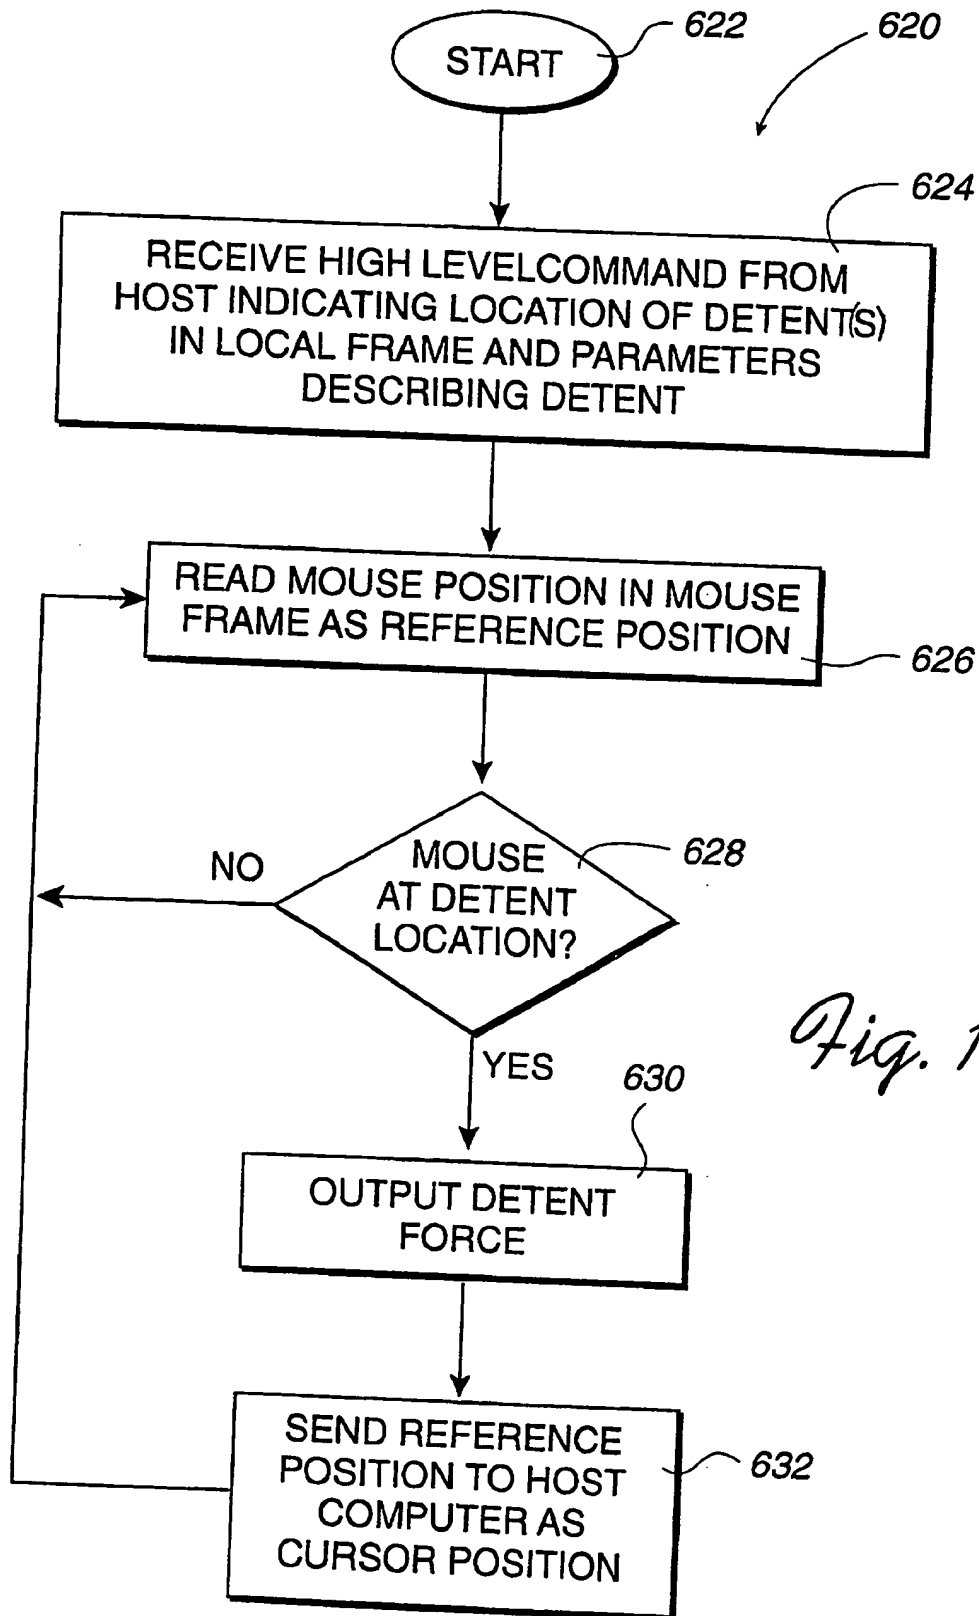 START
622
620
624
RECEIVE HIGH LEVELCOMMAND FROM
HOST INDICATING LOCATION OF DETENT(S)
IN LOCAL FRAME AND PARAMETERS
DESCRIBING DETENT
READ MOUSE POSITION IN MOUSE
FRAME AS REFERENCE POSITION
626
NO
MOUSE
AT DETENT
LOCATION?
628
Fig. 1
YES
630
OUTPUT DETENT
FORCE
SEND REFERENCE
POSITION TO HOST
COMPUTER AS
CURSOR POSITION
632